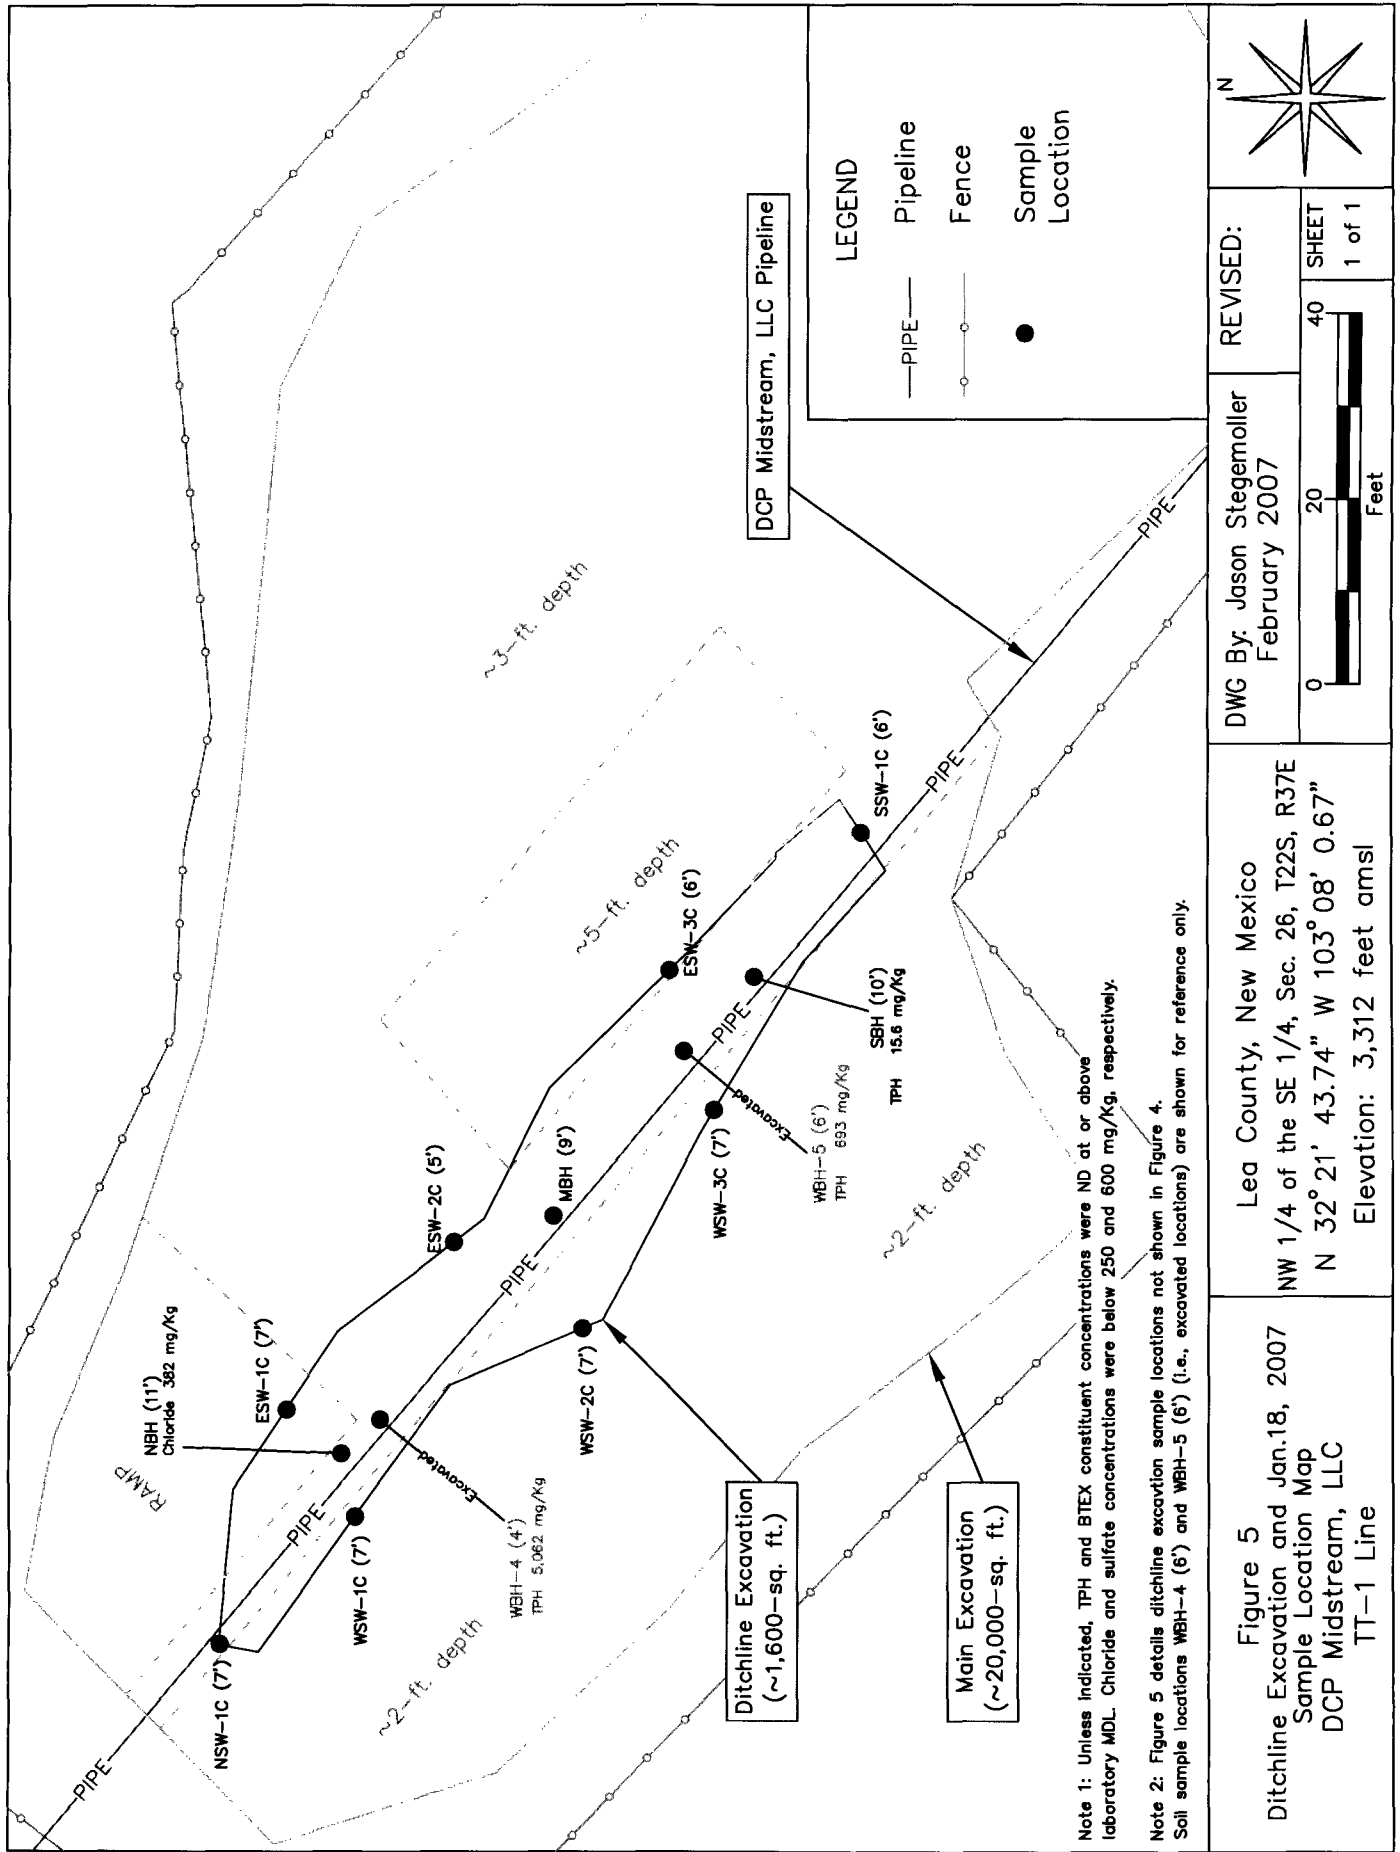 RAMP
NBH (11')
Chloride 382 mg/Kg
ESW-1C (7')
ESW-2C (5')
~3-ft. depth
~5-ft. depth
NSW-1C (7')
PIPE
PIPE
PIPE
PIPE
PIPE
PIPE
WSW-1C (7')
Excavated
WBH-4 (4')
TPH 5,062 mg/Kg
MBH (9')
ESW-3C (6')
SSW-1C (6')
WSW-2C (7')
WSW-3C (7')
Excavated
WBH-5 (6')
TPH 693 mg/Kg
SBH (10')
TPH 15.6 mg/Kg
~2-ft. depth
~2-ft. depth
Ditchline Excavation
(~1,600-sq. ft.)
Main Excavation
(~20,000-sq. ft.)
DCP Midstream, LLC Pipeline
LEGEND
PIPE Pipeline
Fence
Sample
Location
Note 1: Unless indicated, TPH and BTEX constituent concentrations were ND at or above
laboratory MDL. Chloride and sulfate concentrations were below 250 and 600 mg/Kg, respectively.
Note 2: Figure 5 details ditchline excavtion sample locations not shown in Figure 4.
Soil sample locations WBH-4 (6') and WBH-5 (6') (i.e., excavated locations) are shown for reference only.
Figure 5
Ditchline Excavation and Jan.18, 2007
Sample Location Map
DCP Midstream, LLC
TT-1 Line
Lea County, New Mexico
NW 1/4 of the SE 1/4, Sec. 26, T22S, R37E
N 32° 21' 43.74" W 103° 08' 0.67"
Elevation: 3,312 feet amsl
DWG By: Jason Stegemoller
February 2007
REVISED:
0 20 40
Feet
SHEET
1 of 1
N